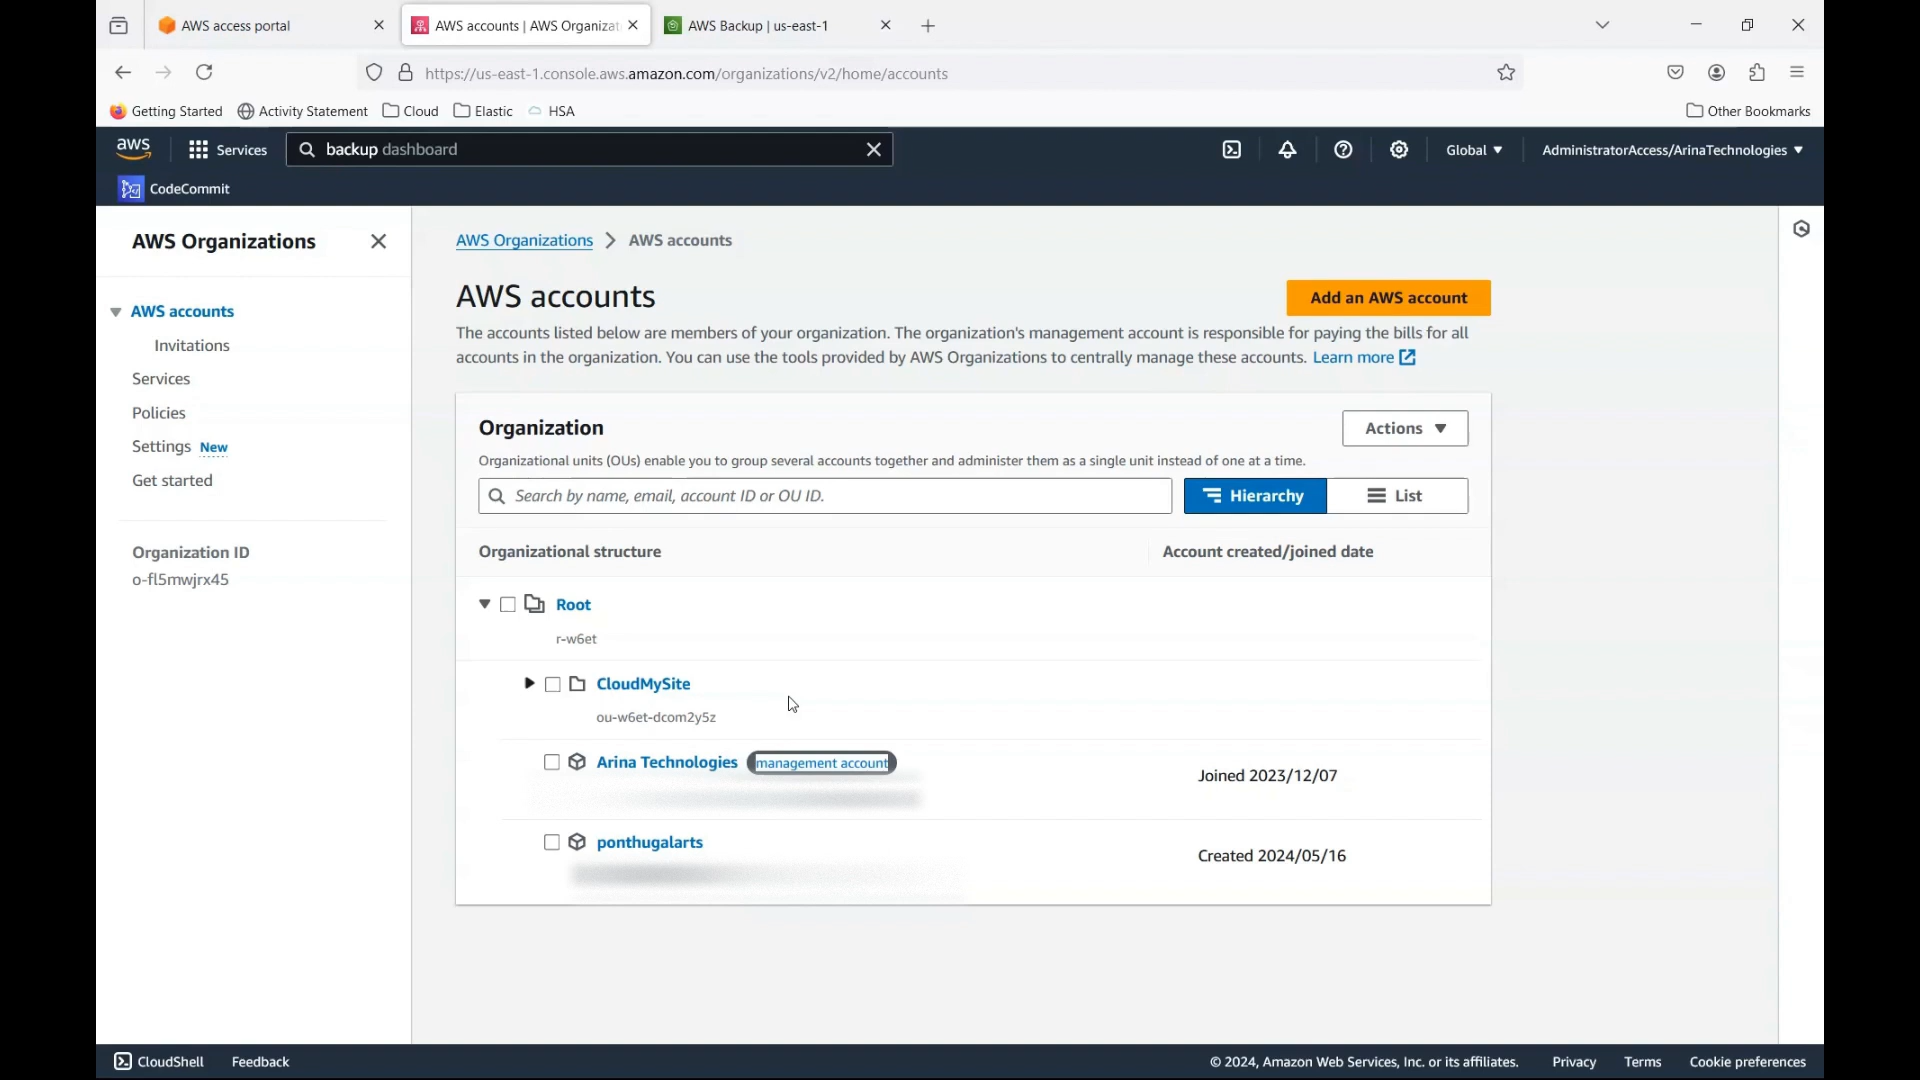 AWS access portal
AWS accounts | AWS Organizat
AWS Backup | us-east-1
https://us-east-1.console.aws.amazon.com/organizations/v2/home/accounts
Getting Started Activity Statement Cloud Elastic HSA Other Bookmarks
aws Services backup dashboard Global AdministratorAccess/ArinaTechnologies
CodeCommit
AWS Organizations
AWS accounts
Invitations
Services
Policies
Settings New
Get started
Organization ID
o-fl5mwjrx45
AWS Organizations > AWS accounts
AWS accounts
Add an AWS account
The accounts listed below are members of your organization. The organization's management account is responsible for paying the bills for all
accounts in the organization. You can use the tools provided by AWS Organizations to centrally manage these accounts. Learn more
Organization
Actions
Organizational units (OUs) enable you to group several accounts together and administer them as a single unit instead of one at a time.
Search by name, email, account ID or OU ID.
Hierarchy List
Organizational structure Account created/joined date
Root
r-w6et
CloudMySite
ou-w6et-dcom2y5z
Arina Technologies management account
Joined 2023/12/07
ponthugalarts
Created 2024/05/16
CloudShell Feedback © 2024, Amazon Web Services, Inc. or its affiliates. Privacy Terms Cookie preferences